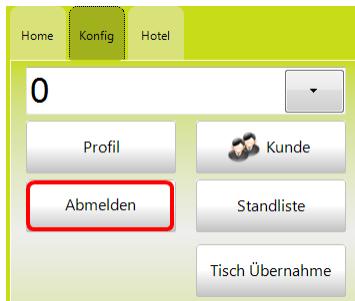 Home Konfig Hotel
0
Profil Kunde
Abmelden Standliste
Tisch Übernahme